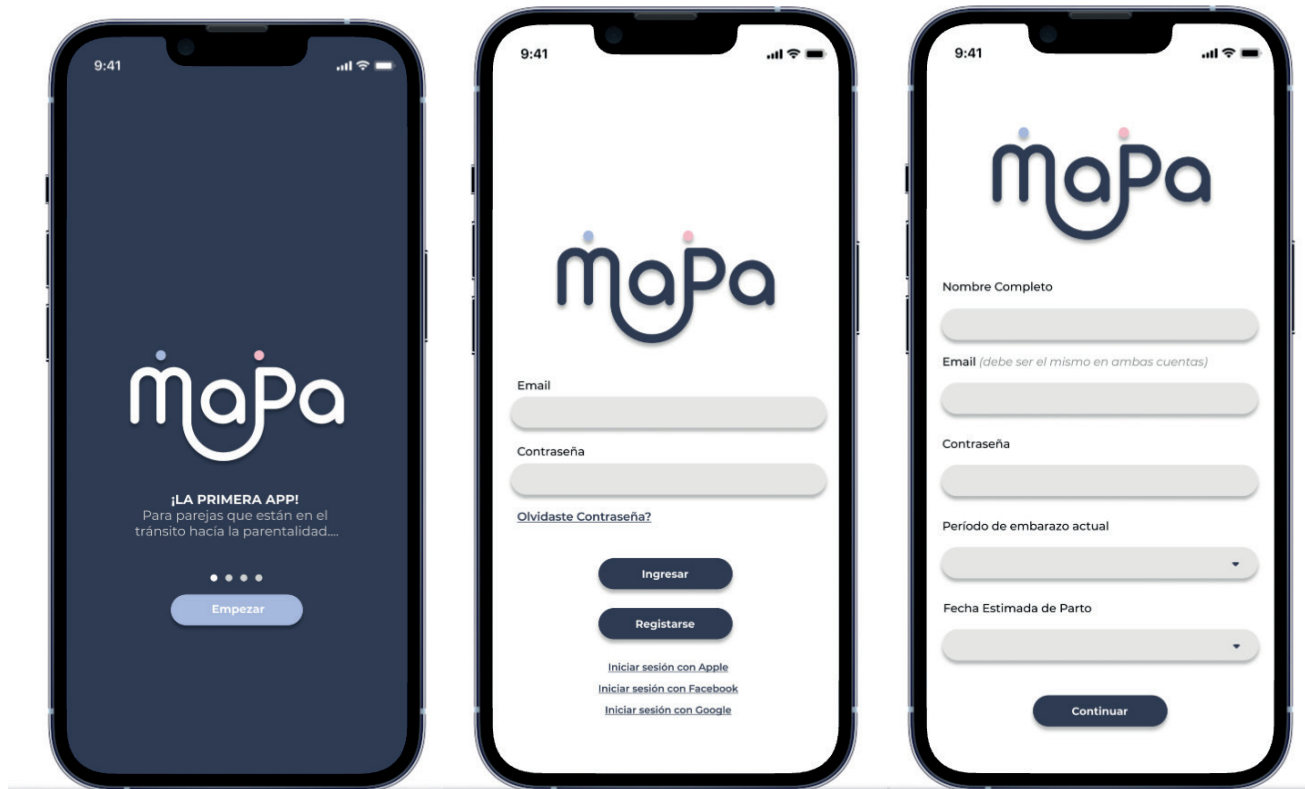 9:41
maPa
¡LA PRIMERA APP!
Para parejas que están en el
tránsito hacía la parentalidad....
Empezar
9:41
maPa
Email
Contraseña
Olvidaste Contraseña?
Ingresar
Registarse
Iniciar sesión con Apple
Iniciar sesión con Facebook
Iniciar sesión con Google
9:41
maPa
Nombre Completo
Email (debe ser el mismo en ambas cuentas)
Contraseña
Período de embarazo actual
Fecha Estimada de Parto
Continuar